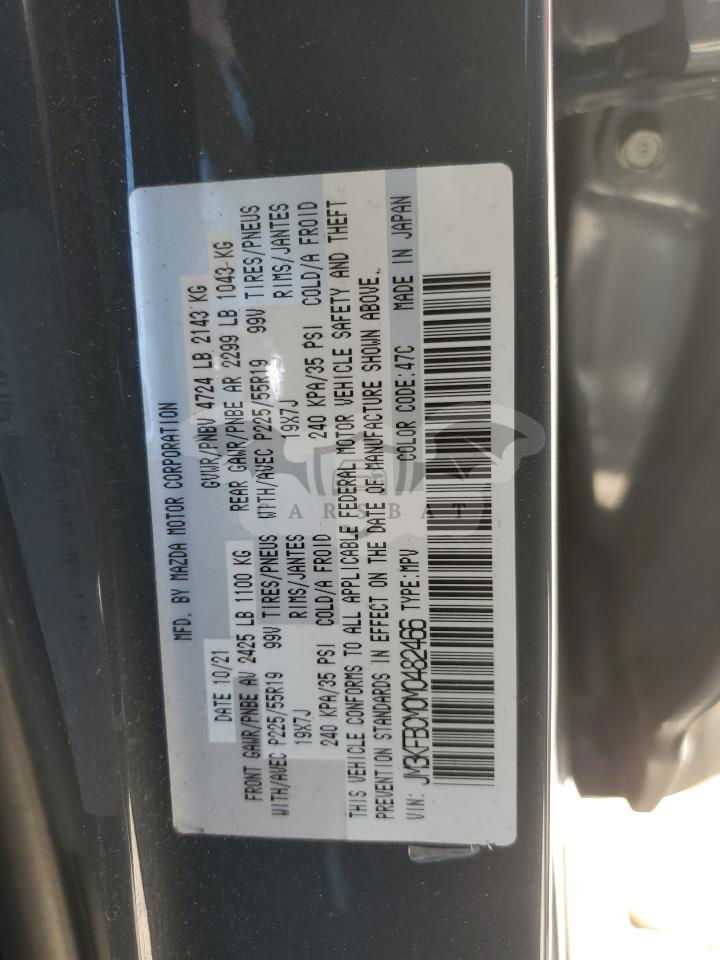 MFD. BY MAZDA MOTOR CORPORATION
DATE 10/21 GVWR/PNBV 4724 LB 2143 KG
FRONT GAWR/PNBE AV 2425 LB 1100 KG REAR GAWR/PNBE AR 2299 LB 1043 KG
WITH/AVEC P225/55R19 99V TIRES/PNEUS WITH/AVEC P225/55R19 99V TIRES/PNEUS
19X7J RIMS/JANTES 19X7J RIMS/JANTES
240 KPA/35 PSI COLD/A FROID 240 KPA/35 PSI COLD/A FROID
THIS VEHICLE CONFORMS TO ALL APPLICABLE FEDERAL MOTOR VEHICLE SAFETY AND THEFT
PREVENTION STANDARDS IN EFFECT ON THE DATE OF MANUFACTURE SHOWN ABOVE.
VIN: JM3KFBCM0M0482466 TYPE:MPV COLOR CODE:47C MADE IN JAPAN
ARSBAT